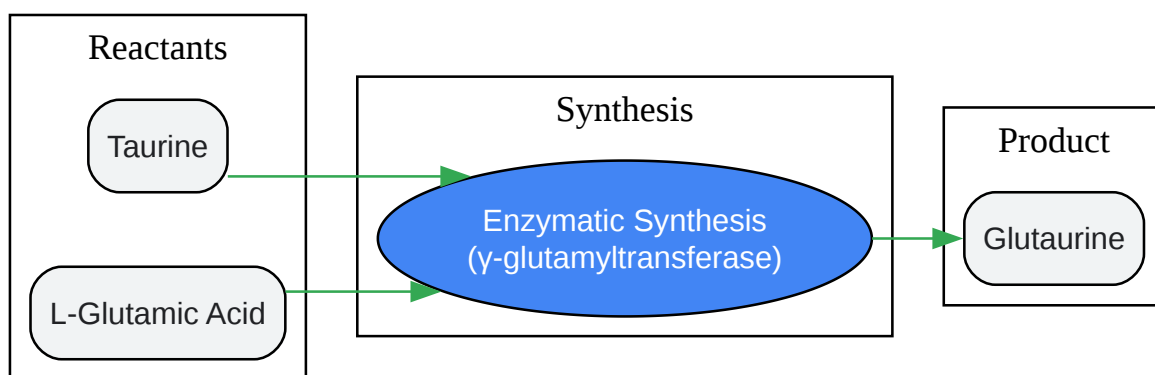 Reactants
Taurine
L-Glutamic Acid
Synthesis
Enzymatic Synthesis
(γ-glutamyltransferase)
Product
Glutaurine